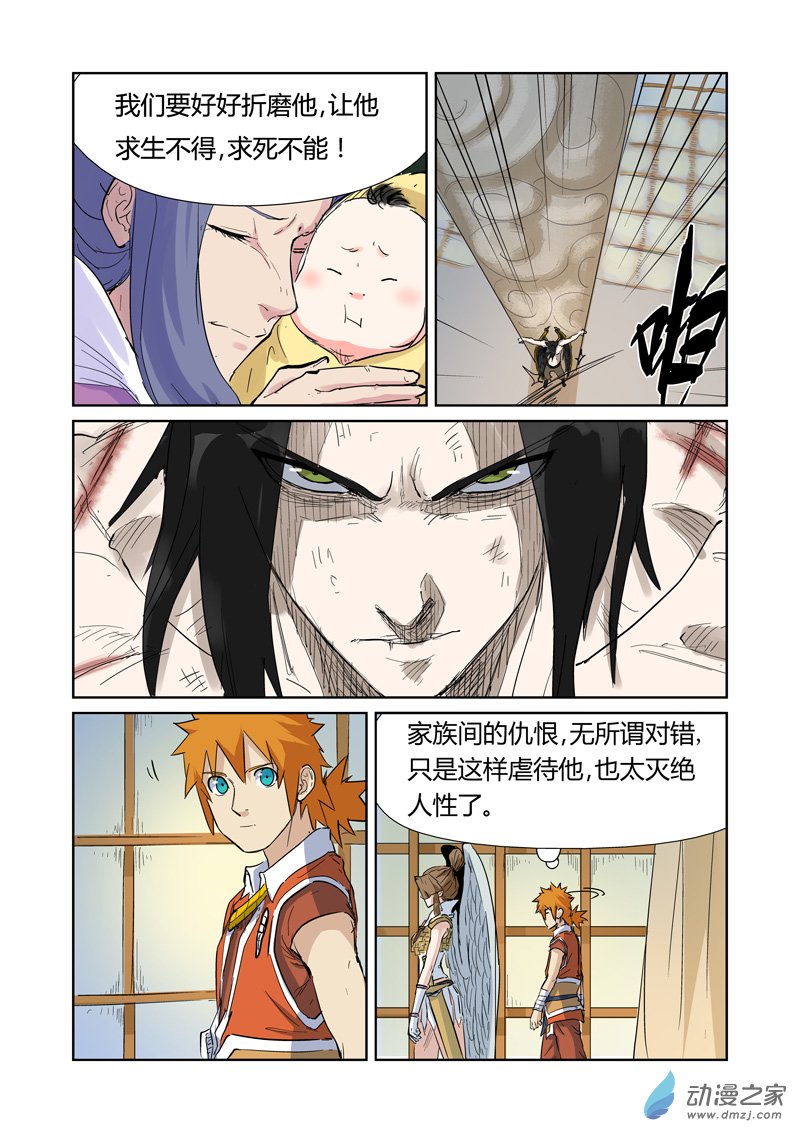 我们要好好折磨他，让他
求生不得，求死不能！
咱
家族间的仇恨，无所谓对错，
只是这样虐待他，也太灭绝
人性了。
动漫之家
www.dmzj.com